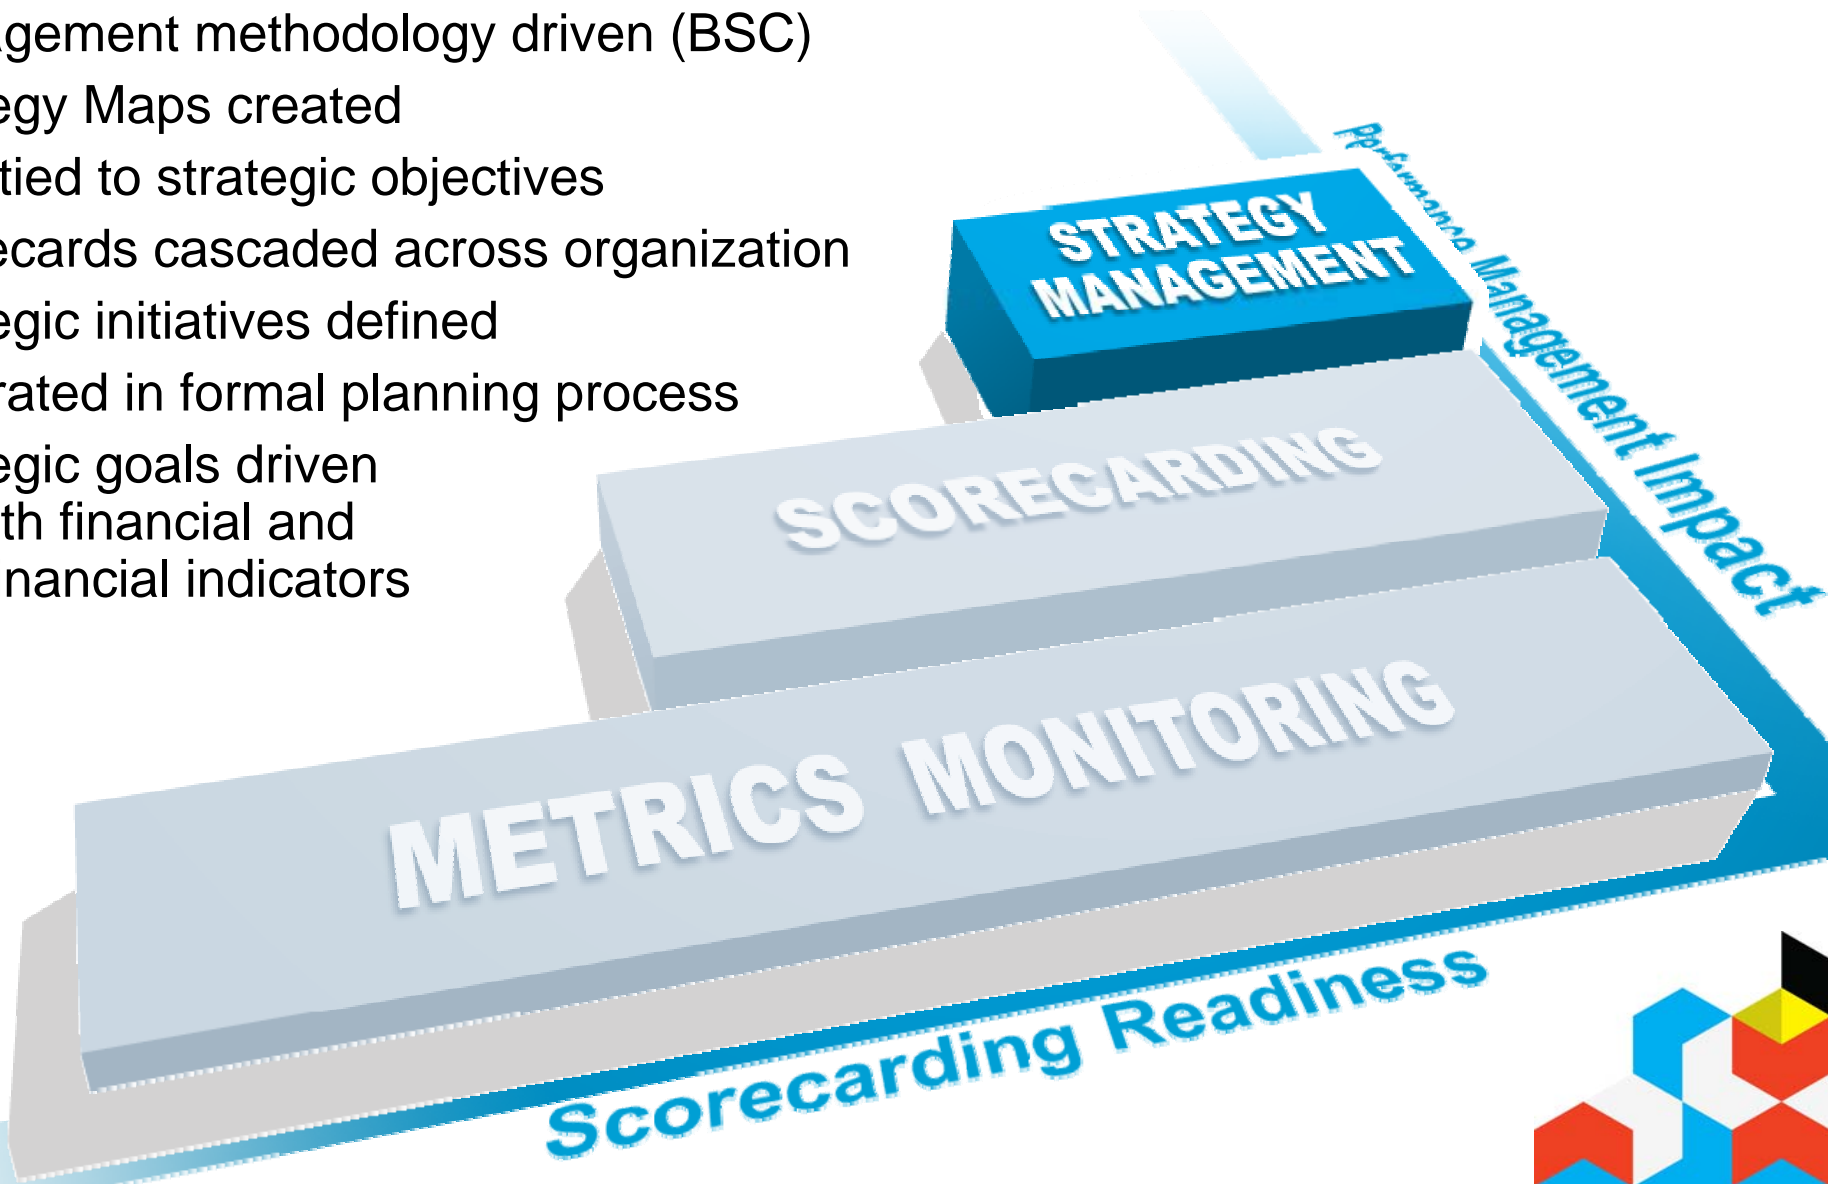 agement methodology driven (BSC)
egy Maps created
tied to strategic objectives
ecards cascaded across organization
egic initiatives defined
rated in formal planning process
egic goals driven
th financial and
nancial indicators
STRATEGY
MANAGEMENT
SCORECARDING
METRICS MONITORING
Performance Management Impact
Scorecarding Readiness